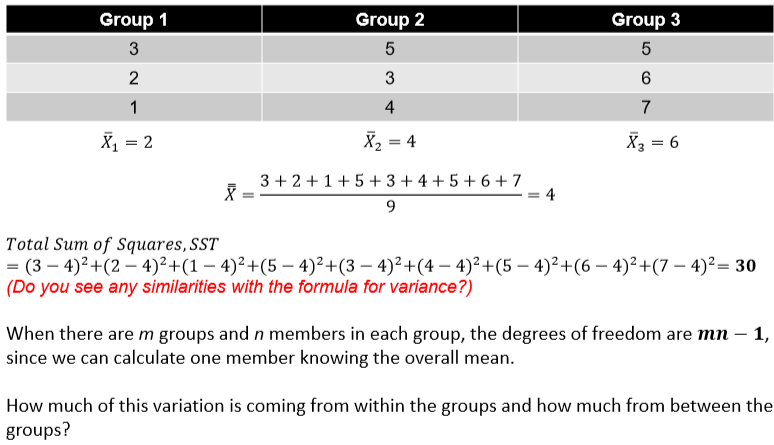 Group 1 Group 2 Group 3
3 5 5
2 3 6
1 4 7
X̄₁ = 2 X̄₂ = 4 X̄₃ = 6
X̿ = (3 + 2 + 1 + 5 + 3 + 4 + 5 + 6 + 7) / 9 = 4
Total Sum of Squares, SST
= (3 − 4)²+(2 − 4)²+(1 − 4)²+(5 − 4)²+(3 − 4)²+(4 − 4)²+(5 − 4)²+(6 − 4)²+(7 − 4)²= 30
(Do you see any similarities with the formula for variance?)
When there are m groups and n members in each group, the degrees of freedom are mn − 1,
since we can calculate one member knowing the overall mean.
How much of this variation is coming from within the groups and how much from between the
groups?